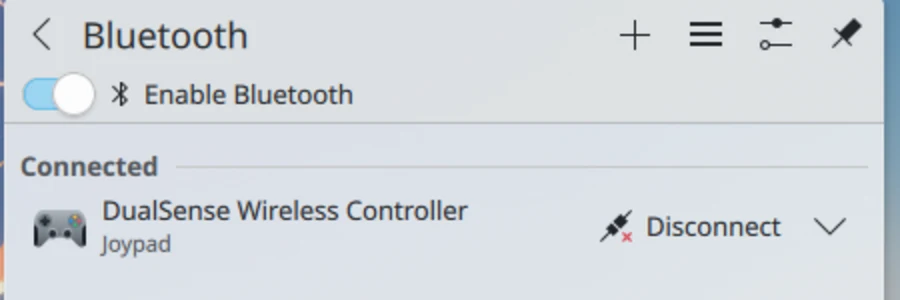 Bluetooth
Enable Bluetooth
Connected
DualSense Wireless Controller
Joypad
Disconnect